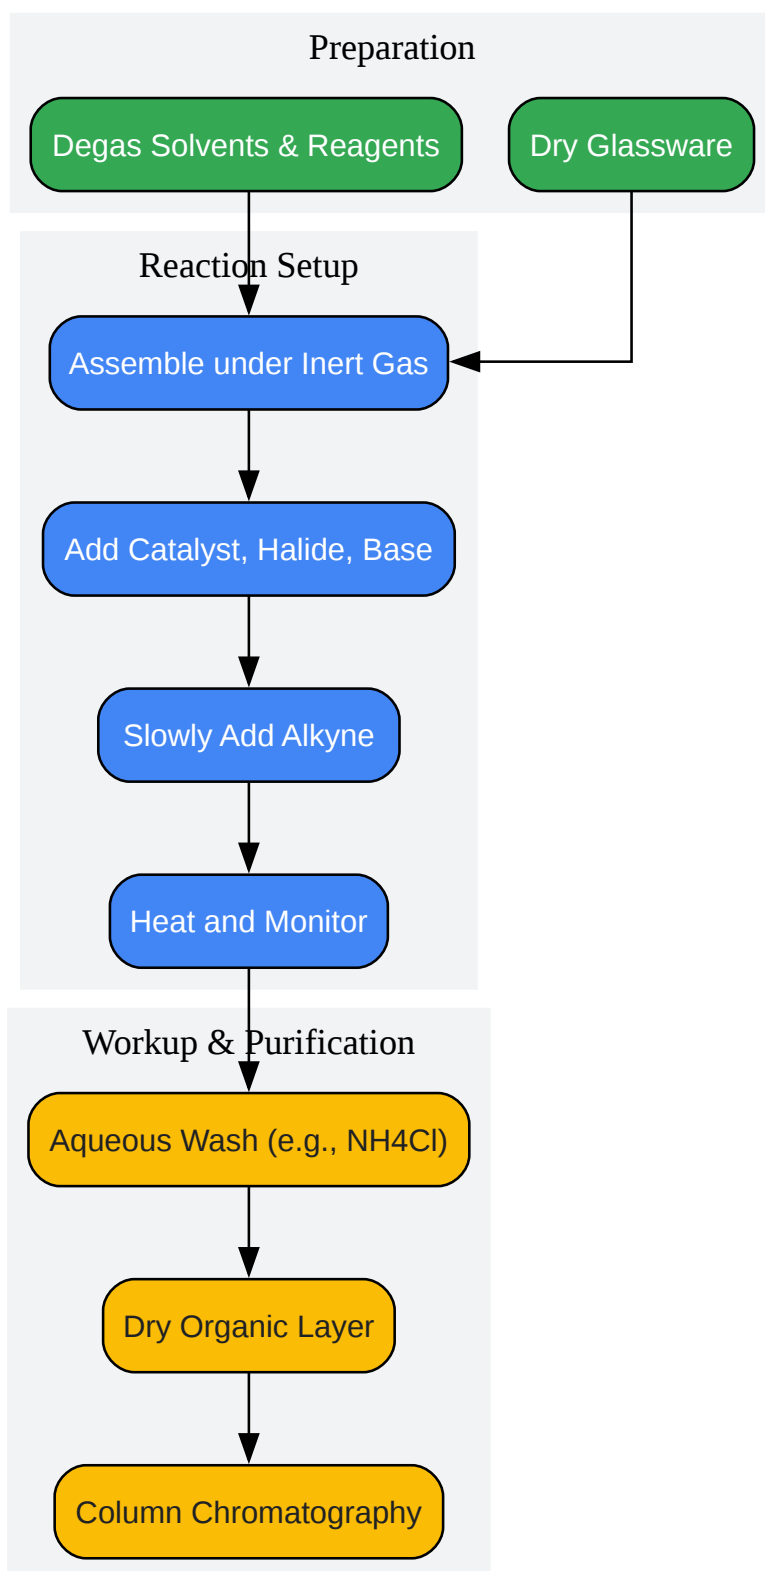 Preparation
Degas Solvents & Reagents
Dry Glassware
Reaction Setup
Assemble under Inert Gas
Add Catalyst, Halide, Base
Slowly Add Alkyne
Heat and Monitor
Workup & Purification
Aqueous Wash (e.g., NH4Cl)
Dry Organic Layer
Column Chromatography